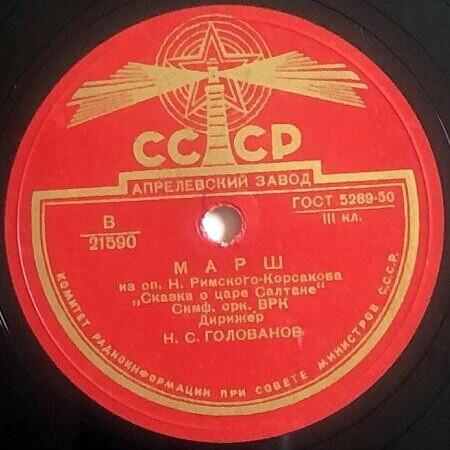 СССР
АПРЕЛЕВСКИЙ ЗАВОД
ГОСТ 5289-50
III кл.
В
21590
МАРШ
из оп. Н. Римского-Корсакова
„Сказка о царе Салтане"
Симф. орк. ВРК
Дирижер
Н. С. ГОЛОВАНОВ
КОМИТЕТ РАДИОИНФОРМАЦИИ ПРИ СОВЕТЕ МИНИСТРОВ С.С.С.Р.